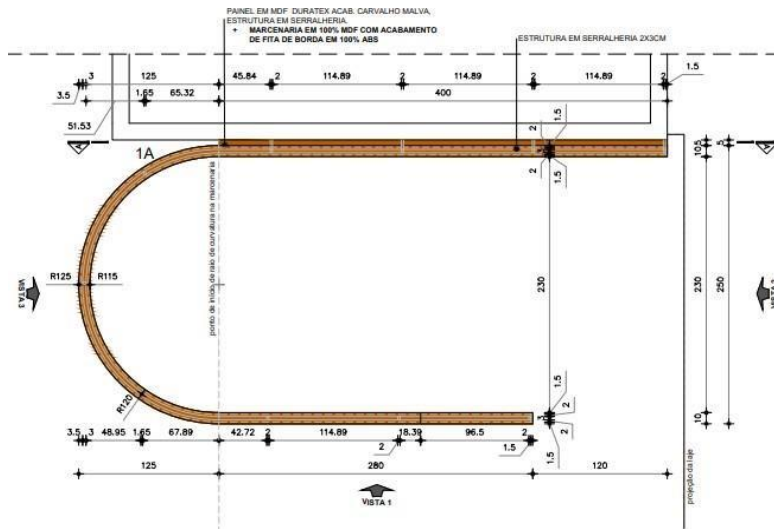 PAINEL EM MDF DURATEX ACAB. CARVALHO MALVA,
ESTRUTURA EM SERRALHERIA.
+ MARCENARIA EM 100% MDF COM ACABAMENTO
DE FITA DE BORDA EM 100% ABS
ESTRUTURA EM SERRALHERIA 2X3CM
3 125 45.84 2 114.89 2 114.89 2 114.89 2 1.5
3.5 1.65 65.32 400
51.53
2 1.5
A 1A A
3
10.5 5
2 1.5
ponto de início de raio de curvatura na marcenaria
R125 R115
VISTA 3
230
230 250
VISTA 2
R120
1.5
2
3
10
2
1.5
3.5 3 48.95 1.65 67.89 42.72 2 114.89 18.39 96.5 2
2 1.5
125 280 120
VISTA 1
projeção da laje